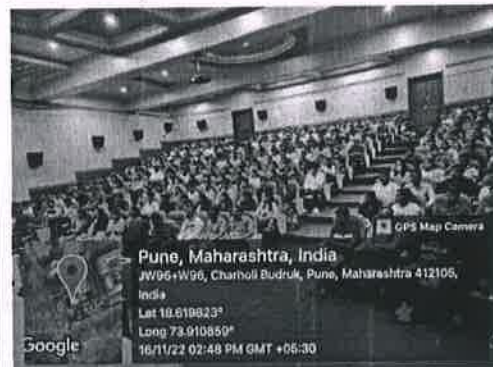 GPS Map Camera
Pune, Maharashtra, India
JW96+W96, Charholi Budruk, Pune, Maharashtra 412105,
India
Lat 18.619823°
Long 73.910859°
16/11/22 02:48 PM GMT +05:30
Google